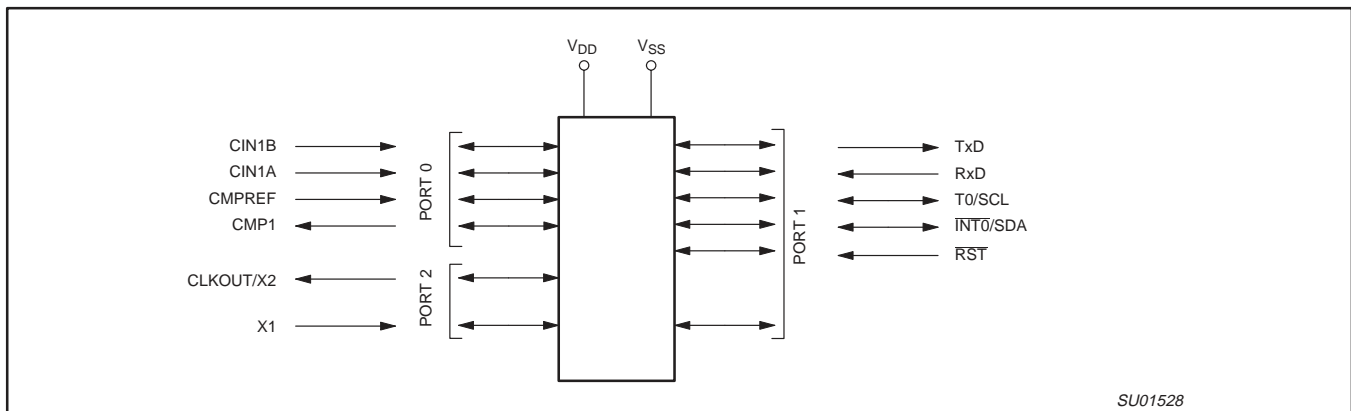 VDD VSS
CIN1B
CIN1A
CMPREF
CMP1
PORT 0
CLKOUT/X2
X1
PORT 2
PORT 1
TxD
RxD
T0/SCL
INT0/SDA
RST
SU01528